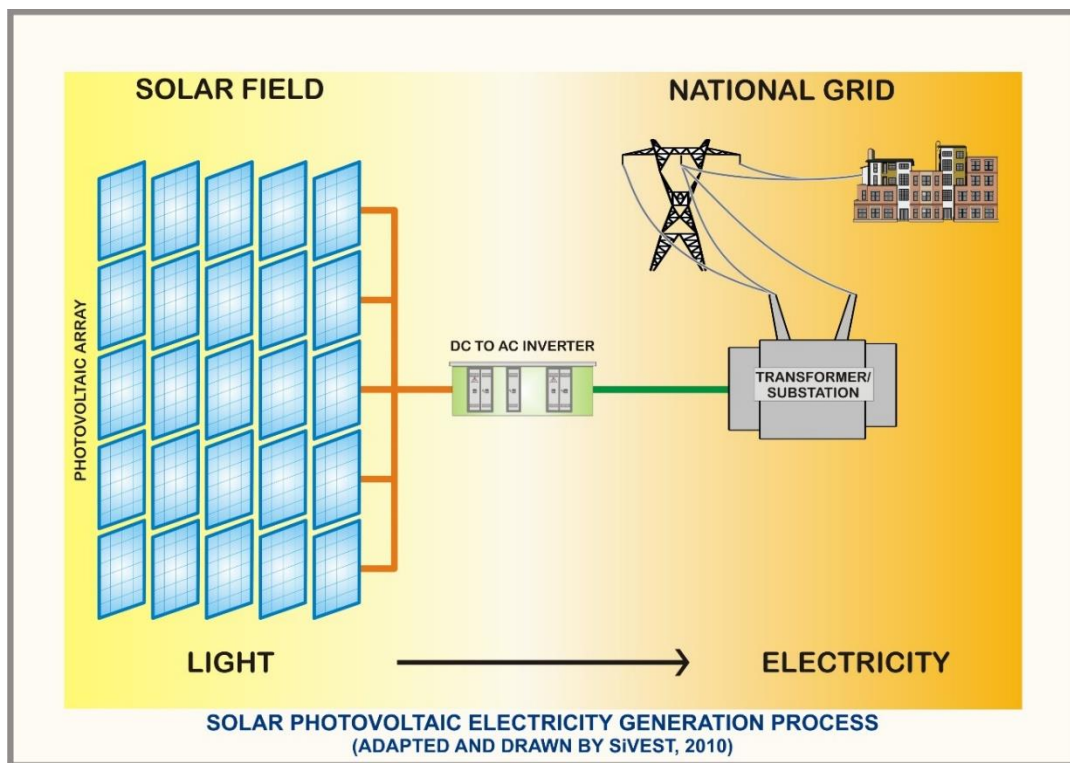 SOLAR FIELD
NATIONAL GRID
PHOTOVOLTAIC ARRAY
DC TO AC INVERTER
TRANSFORMER/
SUBSTATION
LIGHT
ELECTRICITY
SOLAR PHOTOVOLTAIC ELECTRICITY GENERATION PROCESS
(ADAPTED AND DRAWN BY SiVEST, 2010)